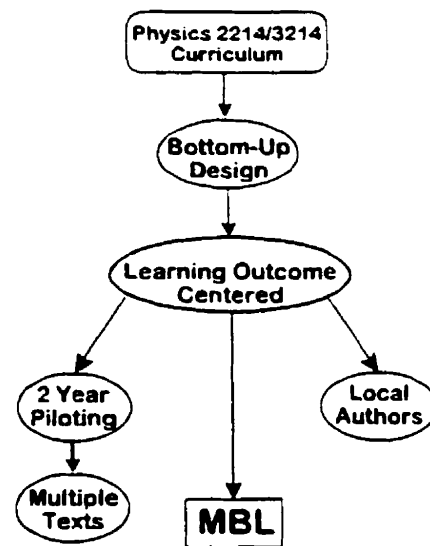 Physics 2214/3214
Curriculum
Bottom-Up
Design
Learning Outcome
Centered
2 Year
Piloting
Local
Authors
Multiple
Texts
MBL